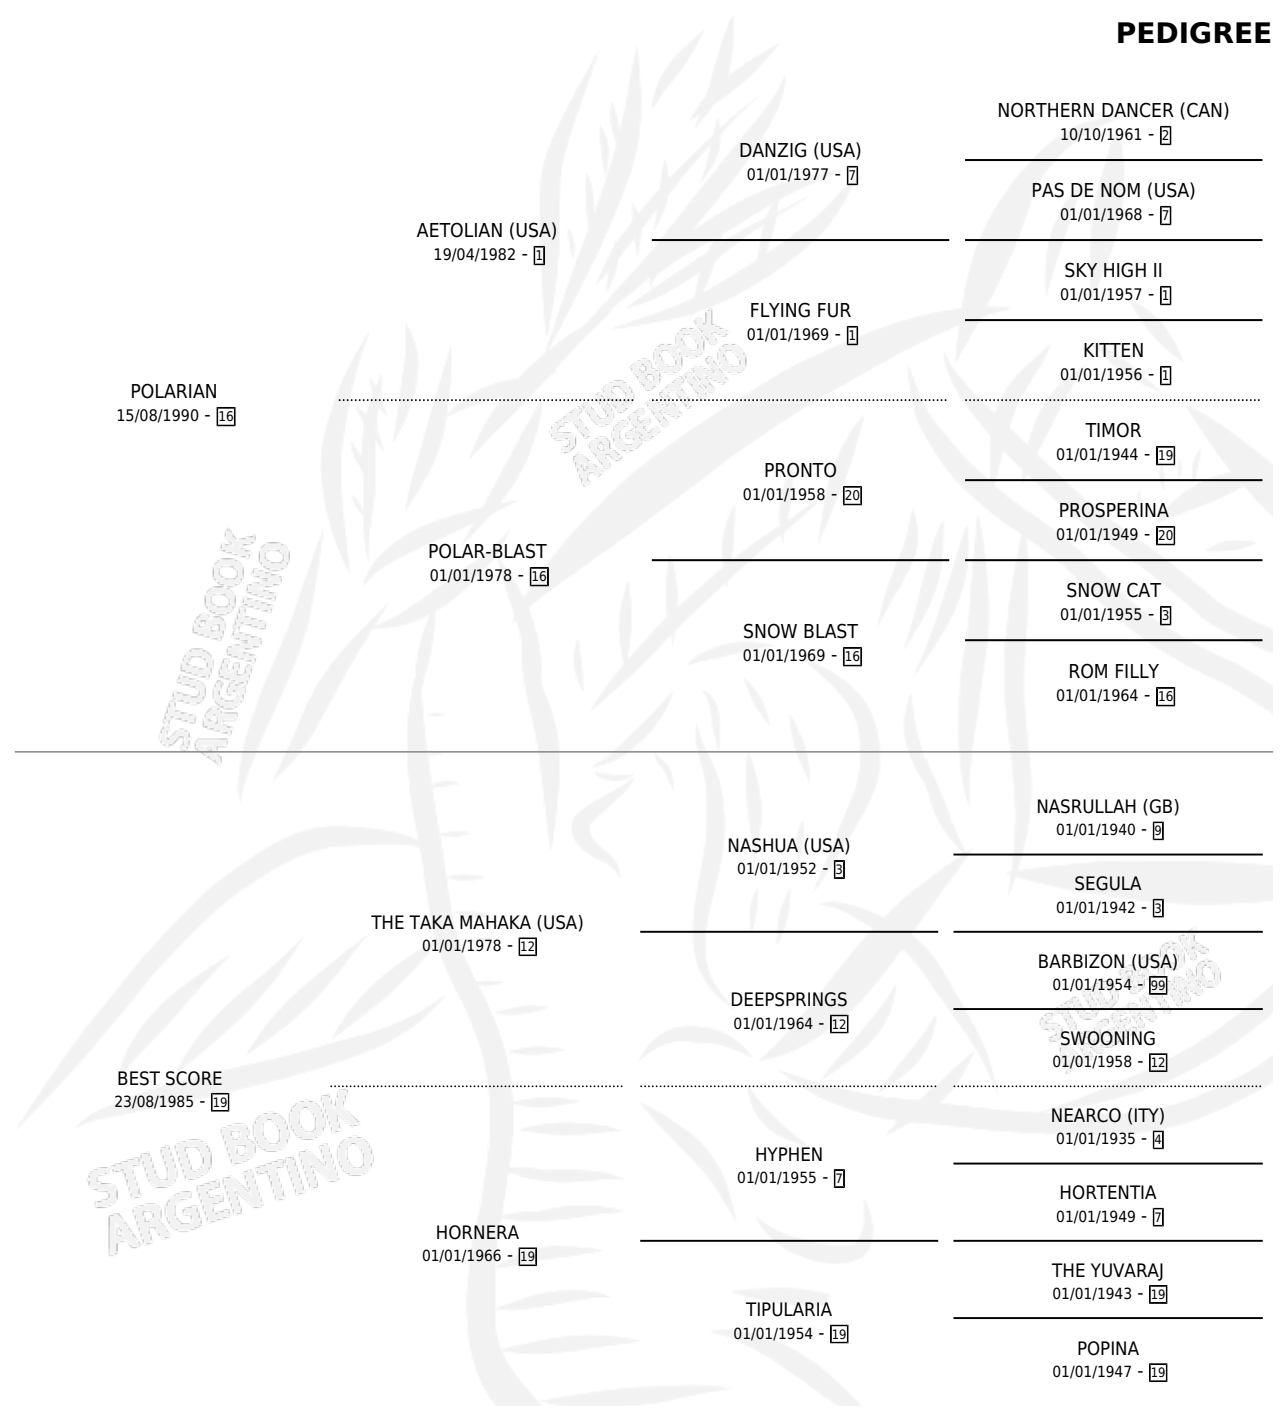 PEDIGREE
NORTHERN DANCER (CAN)
10/10/1961 - 2
DANZIG (USA)
01/01/1977 - 7
PAS DE NOM (USA)
01/01/1968 - 7
AETOLIAN (USA)
19/04/1982 - 1
SKY HIGH II
01/01/1957 - 1
FLYING FUR
01/01/1969 - 1
KITTEN
01/01/1956 - 1
POLARIAN
15/08/1990 - 16
TIMOR
01/01/1944 - 19
PRONTO
01/01/1958 - 20
PROSPERINA
01/01/1949 - 20
POLAR-BLAST
01/01/1978 - 16
SNOW CAT
01/01/1955 - 3
SNOW BLAST
01/01/1969 - 16
ROM FILLY
01/01/1964 - 16
NASRULLAH (GB)
01/01/1940 - 9
NASHUA (USA)
01/01/1952 - 3
SEGULA
01/01/1942 - 3
THE TAKA MAHAKA (USA)
01/01/1978 - 12
BARBIZON (USA)
01/01/1954 - 99
DEEPSPRINGS
01/01/1964 - 12
SWOONING
01/01/1958 - 12
BEST SCORE
23/08/1985 - 19
NEARCO (ITY)
01/01/1935 - 4
HYPHEN
01/01/1955 - 7
HORTENTIA
01/01/1949 - 7
HORNERA
01/01/1966 - 19
THE YUVARAJ
01/01/1943 - 19
TIPULARIA
01/01/1954 - 19
POPINA
01/01/1947 - 19
STUD BOOK
ARGENTINO
STUD BOOK
ARGENTINO
STUD BOOK
ARGENTINO
STUD BOOK
ARGENTINO